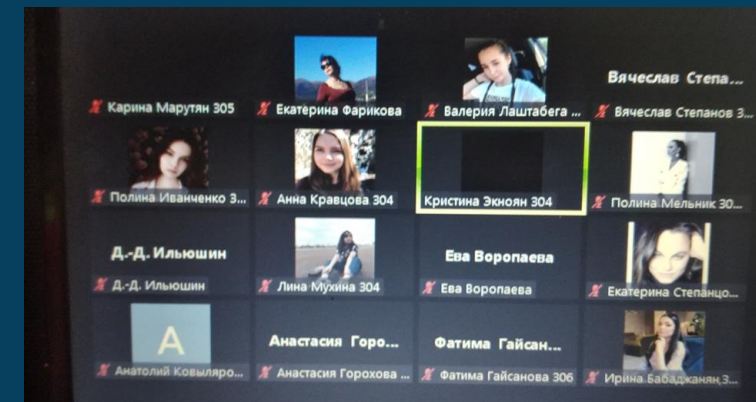 Карина Марутян 305
Екатерина Фарикова
Валерия Лаштабега ...
Вячеслав Степа...
Вячеслав Степанов 3...
Полина Иванченко 3...
Анна Кравцова 304
Кристина Экноян 304
Полина Мельник 30...
Д.-Д. Ильюшин
Д.-Д. Ильюшин
Лина Мухина 304
Ева Воропаева
Ева Воропаева
Екатерина Степанцо...
А
Анатолий Ковыляро...
Анастасия Горо...
Анастасия Горохова ...
Фатима Гайсан...
Фатима Гайсанова 306
Ирина Бабаджанян,3...